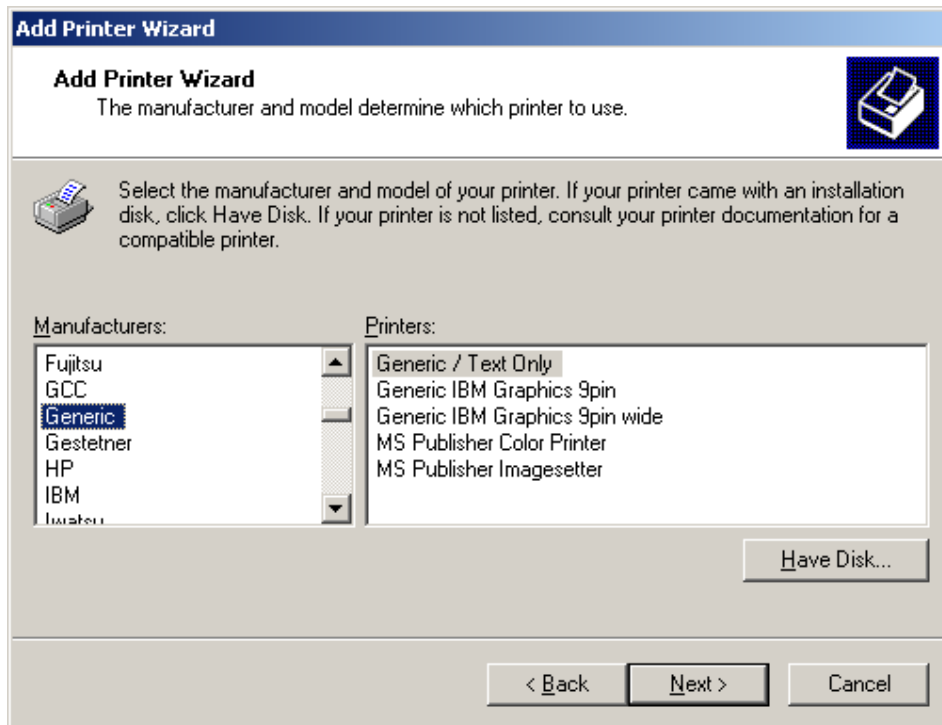 Add Printer Wizard
Add Printer Wizard
The manufacturer and model determine which printer to use.
Select the manufacturer and model of your printer. If your printer came with an installation
disk, click Have Disk. If your printer is not listed, consult your printer documentation for a
compatible printer.
Manufacturers:
Fujitsu
GCC
Generic
Gestetner
HP
IBM
Iwatsu
Printers:
Generic / Text Only
Generic IBM Graphics 9pin
Generic IBM Graphics 9pin wide
MS Publisher Color Printer
MS Publisher Imagesetter
Have Disk...
< Back
Next >
Cancel